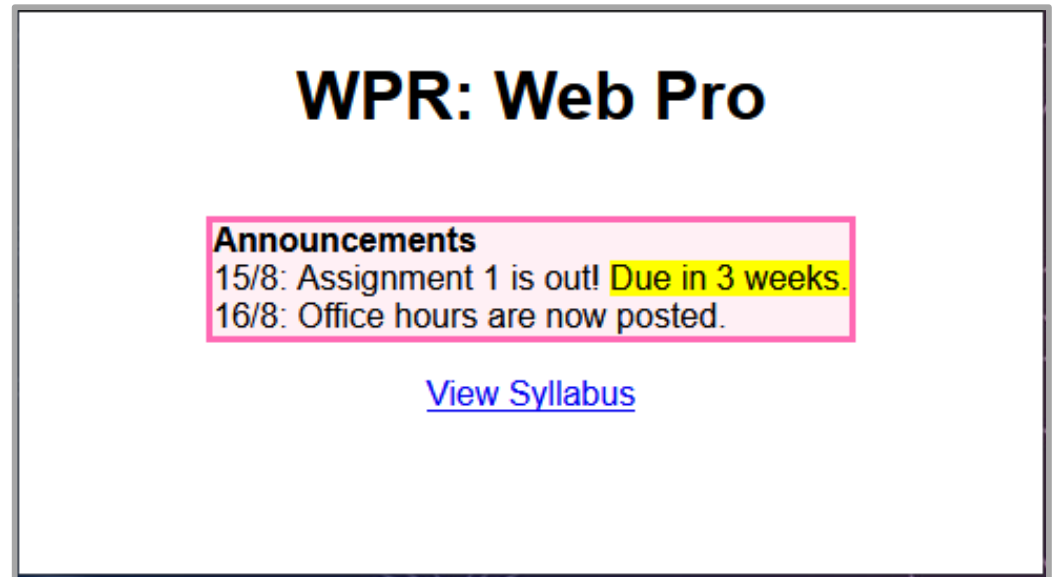 WPR: Web Pro
Announcements
15/8: Assignment 1 is out! Due in 3 weeks.
16/8: Office hours are now posted.
View Syllabus